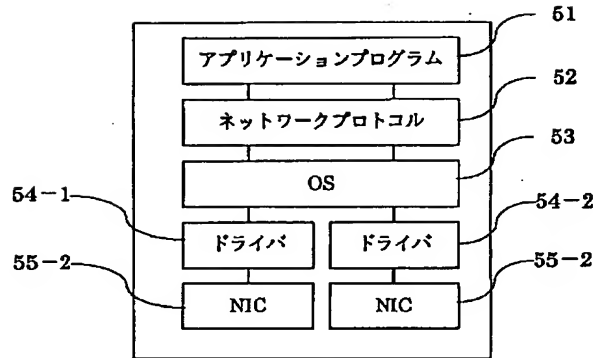 51
アプリケーションプログラム
52
ネットワークプロトコル
53
OS
54-1
ドライバ
ドライバ
54-2
55-2
NIC
NIC
55-2